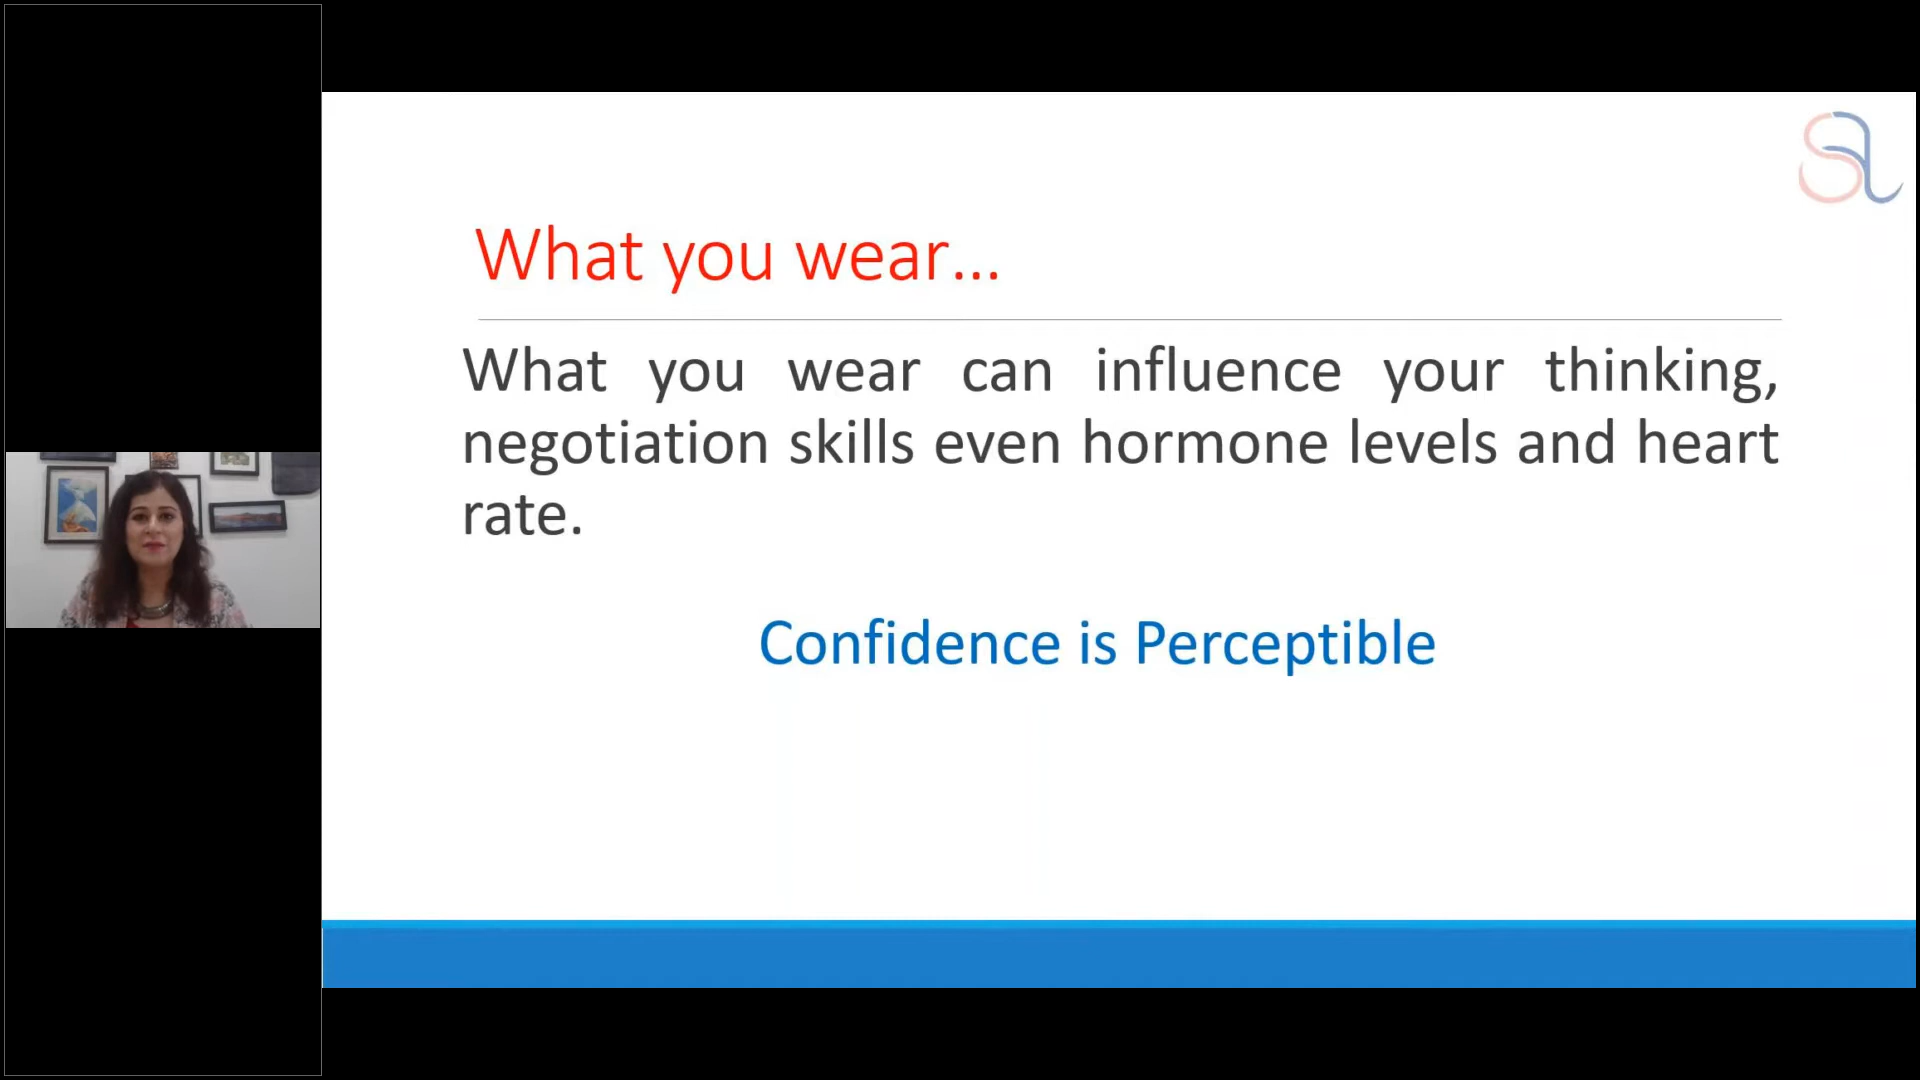 What you wear...
What you wear can influence your thinking,
negotiation skills even hormone levels and heart
rate.
Confidence is Perceptible